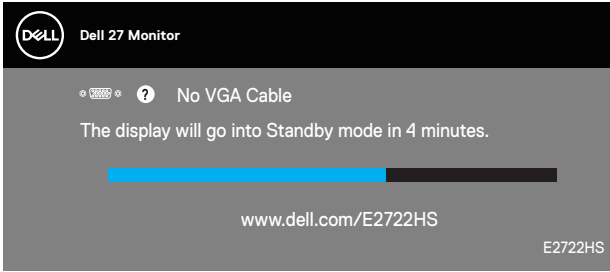 DELL
Dell 27 Monitor
? No VGA Cable
The display will go into Standby mode in 4 minutes.
www.dell.com/E2722HS
E2722HS